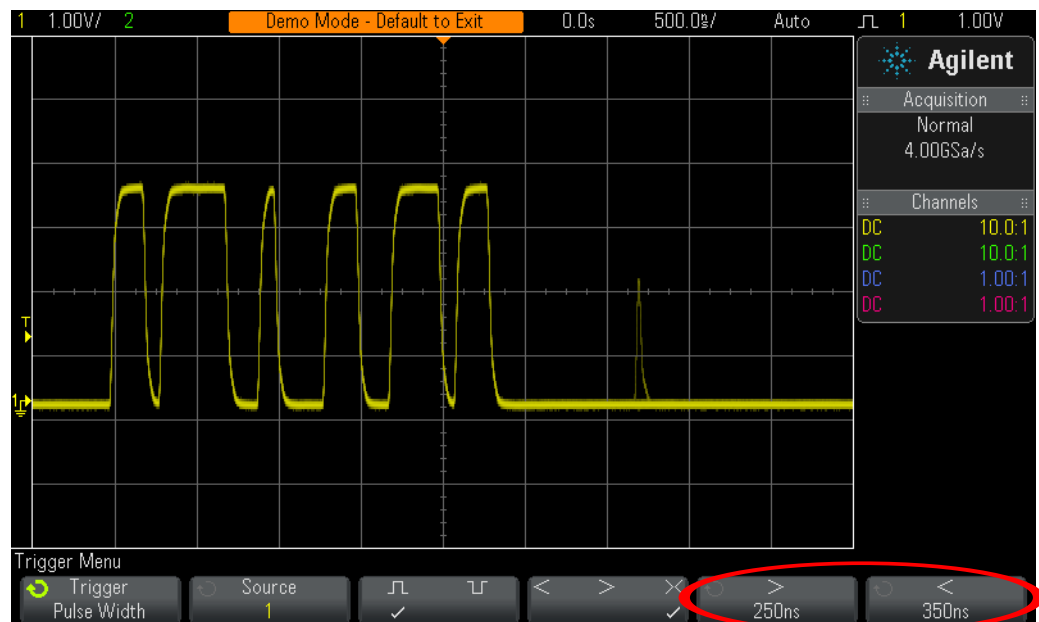 1 1.00V/ 2 Demo Mode - Default to Exit 0.0s 500.0ns/ Auto 1 1.00V
Agilent
Acquisition
Normal
4.00GSa/s
Channels
DC 10.0:1
DC 10.0:1
DC 1.00:1
DC 1.00:1
T
1
Trigger Menu
Trigger Source < > >< > <
Pulse Width 1 ✓ ✓ 250ns 350ns